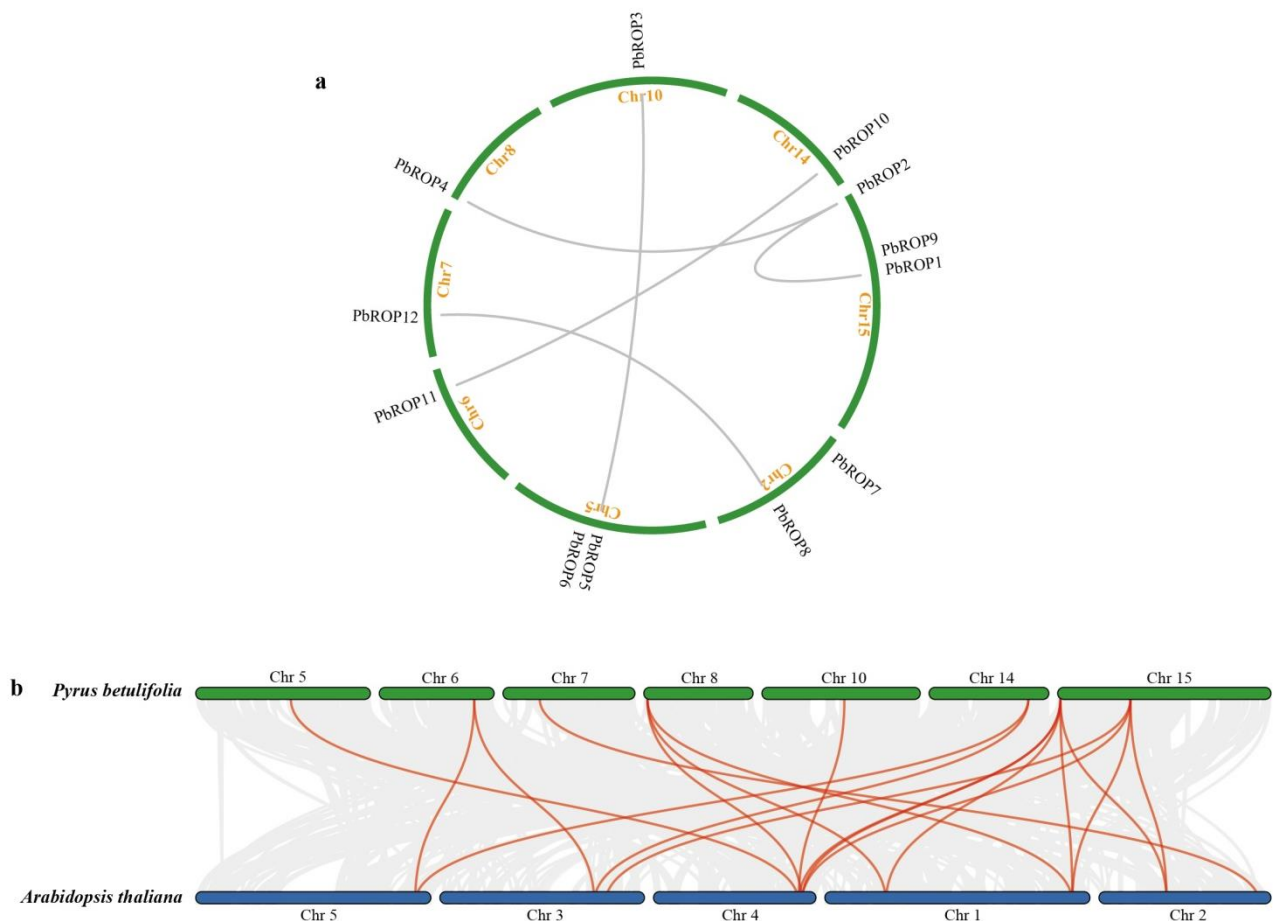 a
PbROP3
Chr10
Chr14
PbROP10
PbROP2
Chr8
PbROP4
PbROP9
PbROP1
Chr7
Chr15
PbROP12
PbROP11
Chr6
Chr2
PbROP7
Chr5
PbROP8
PbROP6
PbROP5
b
Pyrus betulifolia
Chr 5
Chr 6
Chr 7
Chr 8
Chr 10
Chr 14
Chr 15
Arabidopsis thaliana
Chr 5
Chr 3
Chr 4
Chr 1
Chr 2